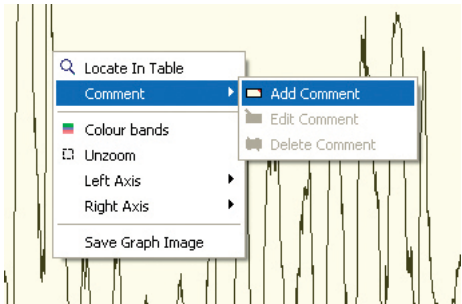 Locate In Table
Comment
Add Comment
Edit Comment
Delete Comment
Colour bands
Unzoom
Left Axis
Right Axis
Save Graph Image